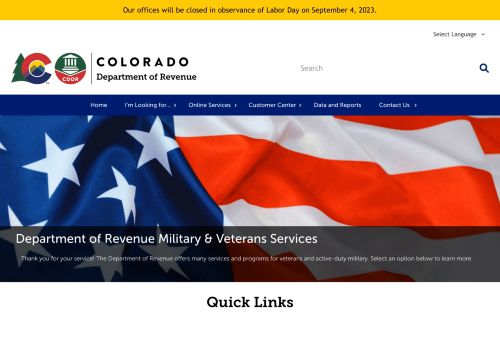 Our offices will be closed in observance of Labor Day on September 4, 2023.
Select Language
COLORADO
Department of Revenue
CDOR
Search
Home
I'm Looking for...
Online Services
Customer Center
Data and Reports
Contact Us
Department of Revenue Military & Veterans Services
Thank you for your service! The Department of Revenue offers many services and programs for veterans and active-duty military. Select an option below to learn more.
Quick Links